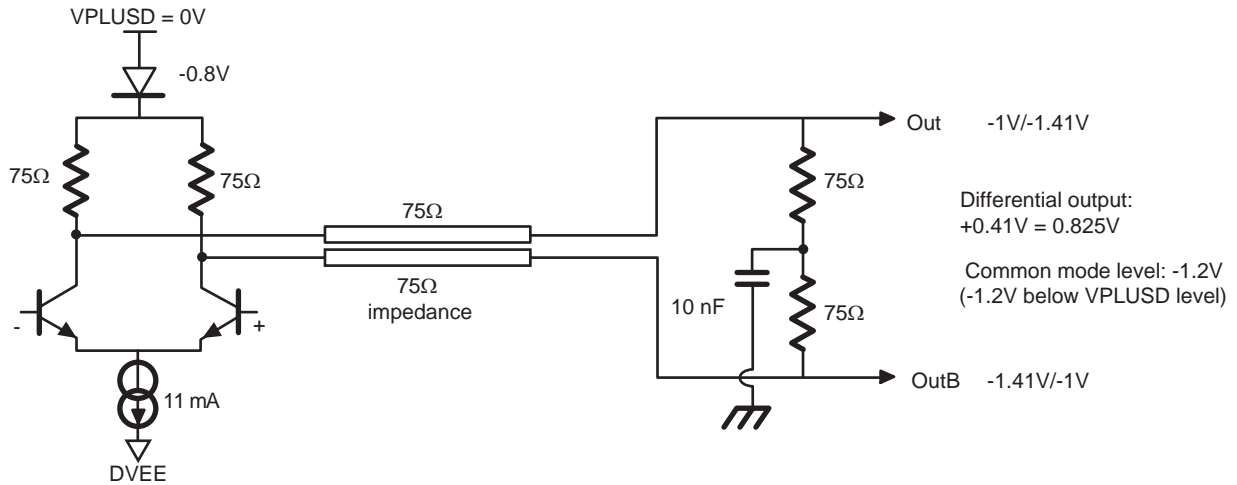 VPLUSD = 0V
-0.8V
75Ω
75Ω
75Ω
75Ω
impedance
-
+
11 mA
DVEE
10 nF
75Ω
75Ω
Out -1V/-1.41V
Differential output:
+0.41V = 0.825V
Common mode level: -1.2V
(-1.2V below VPLUSD level)
OutB -1.41V/-1V